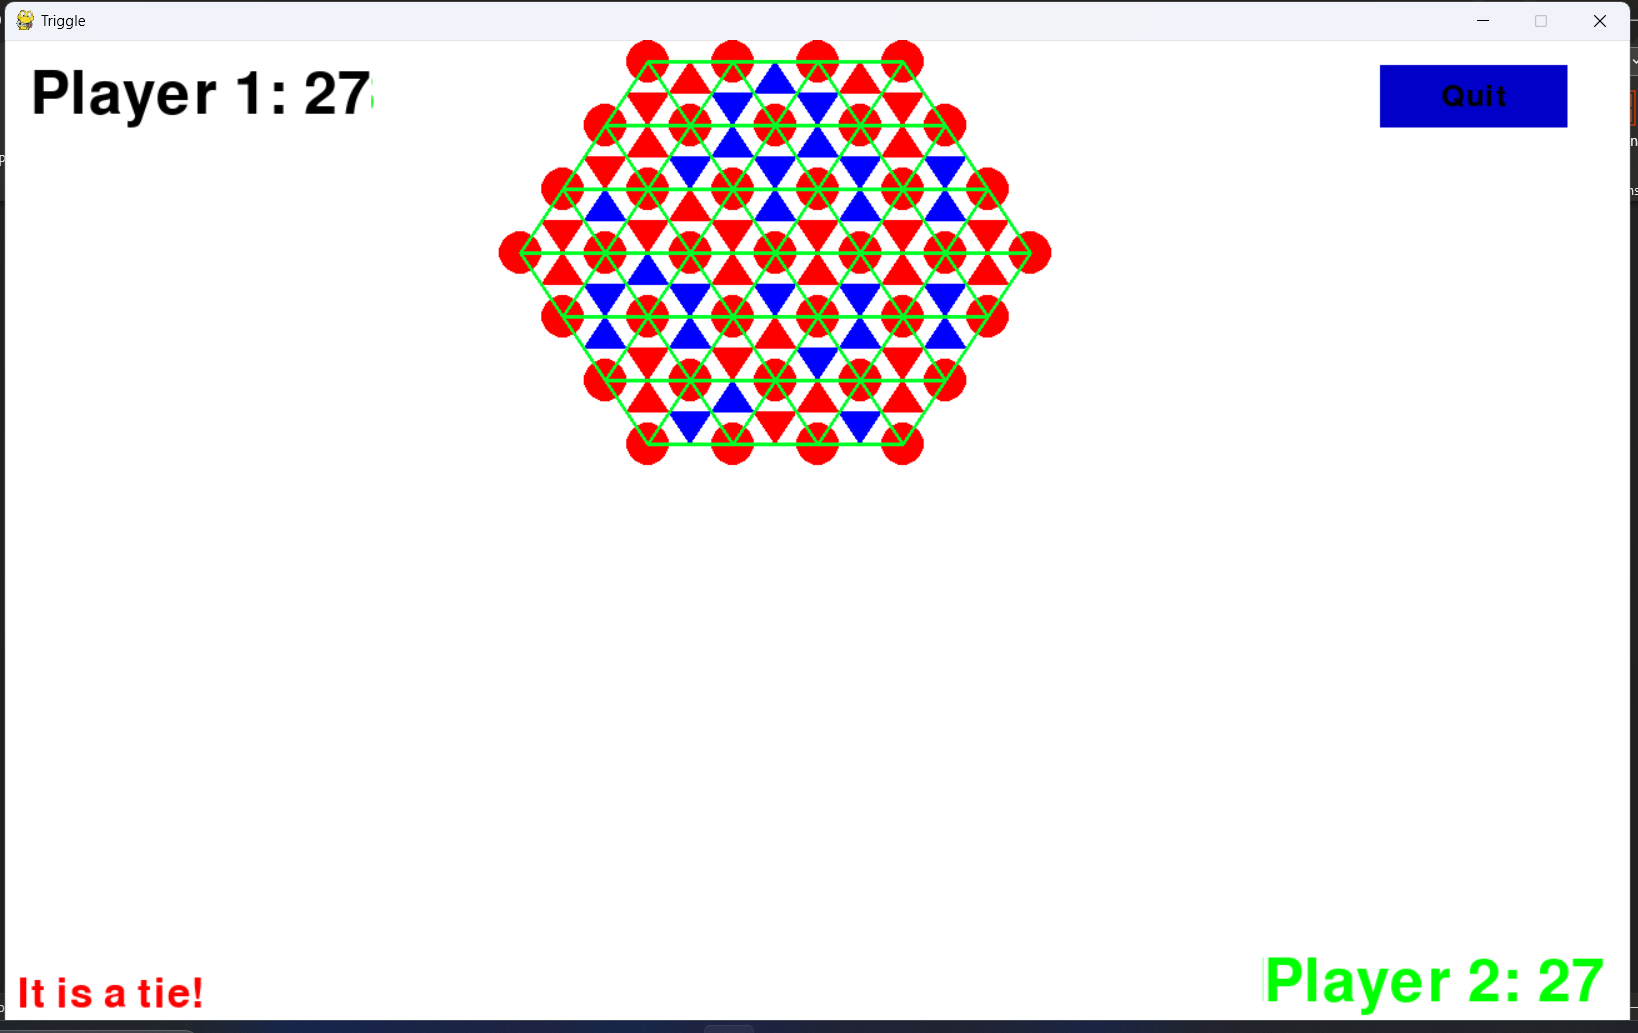 Triggle
Player 1: 27
Quit
It is a tie!
Player 2: 27